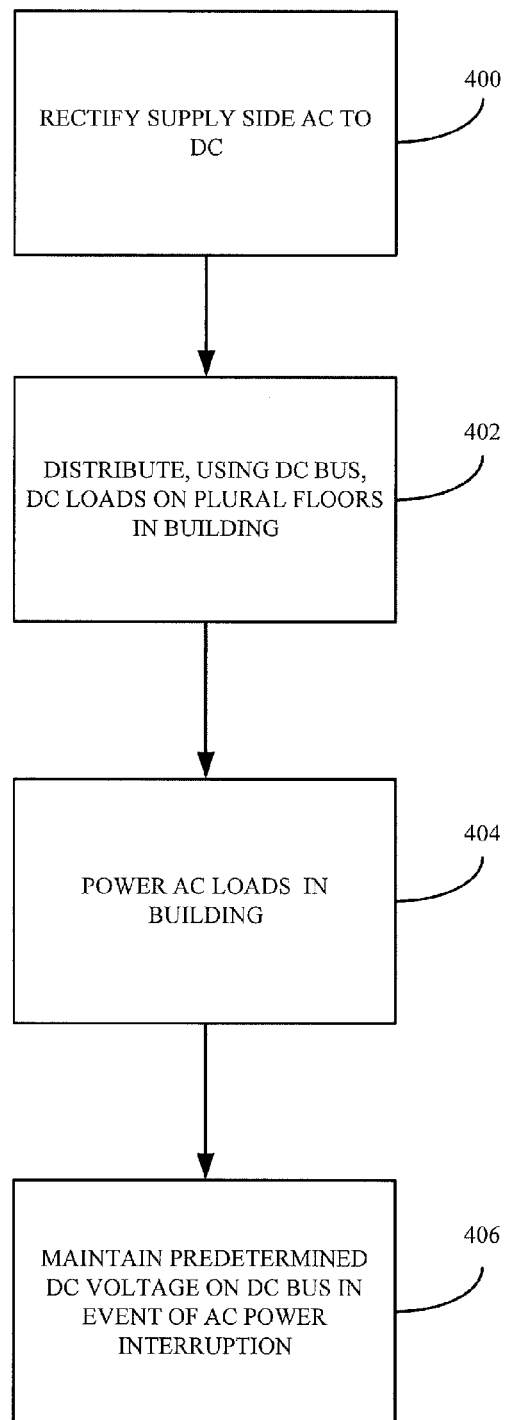 400
RECTIFY SUPPLY SIDE AC TO
DC
402
DISTRIBUTE, USING DC BUS,
DC LOADS ON PLURAL FLOORS
IN BUILDING
404
POWER AC LOADS IN
BUILDING
406
MAINTAIN PREDETERMINED
DC VOLTAGE ON DC BUS IN
EVENT OF AC POWER
INTERRUPTION